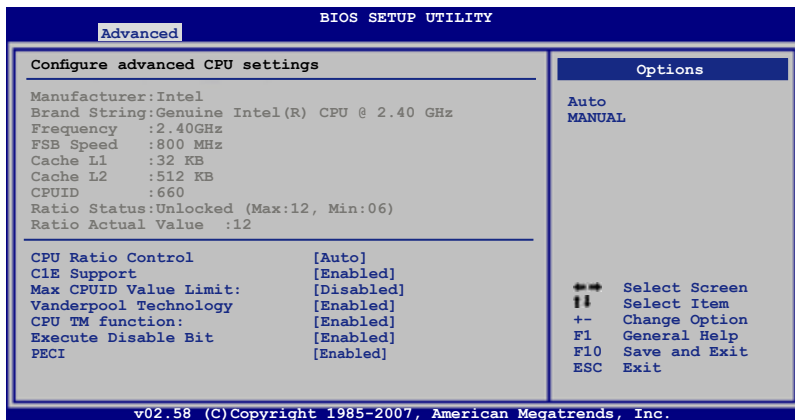 BIOS SETUP UTILITY
Advanced
Configure advanced CPU settings
Manufacturer:Intel
Brand String:Genuine Intel(R) CPU @ 2.40 GHz
Frequency :2.40GHz
FSB Speed :800 MHz
Cache L1 :32 KB
Cache L2 :512 KB
CPUID :660
Ratio Status:Unlocked (Max:12, Min:06)
Ratio Actual Value :12
CPU Ratio Control [Auto]
C1E Support [Enabled]
Max CPUID Value Limit: [Disabled]
Vanderpool Technology [Enabled]
CPU TM function: [Enabled]
Execute Disable Bit [Enabled]
PECI [Enabled]
Options
Auto
MANUAL
Select Screen
Select Item
+- Change Option
F1 General Help
F10 Save and Exit
ESC Exit
v02.58 (C)Copyright 1985-2007, American Megatrends, Inc.